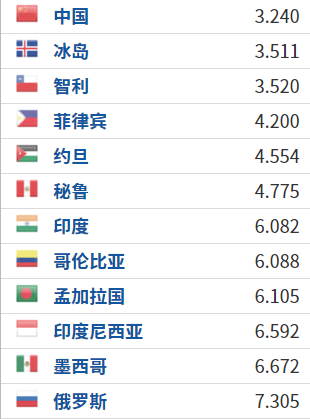 中国 3.240
冰岛 3.511
智利 3.520
菲律宾 4.200
约旦 4.554
秘鲁 4.775
印度 6.082
哥伦比亚 6.088
孟加拉国 6.105
印度尼西亚 6.592
墨西哥 6.672
俄罗斯 7.305